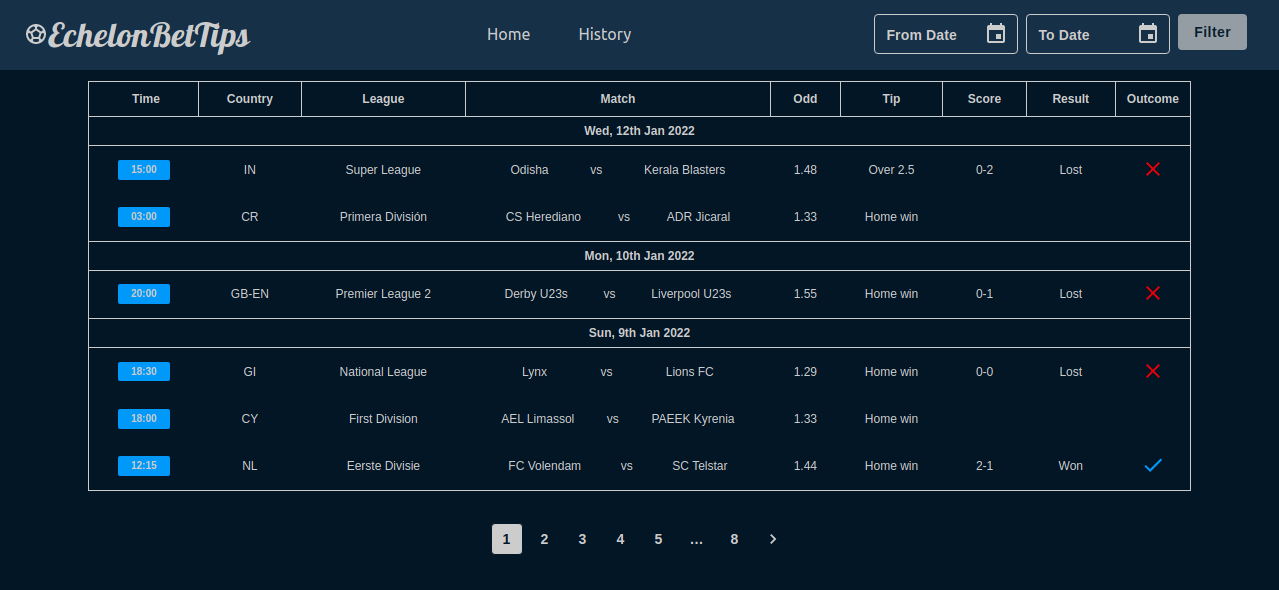 EchelonBetTips Home History From Date To Date Filter
Time Country League Match Odd Tip Score Result Outcome
Wed, 12th Jan 2022
15:00 IN Super League Odisha vs Kerala Blasters 1.48 Over 2.5 0-2 Lost
03:00 CR Primera División CS Herediano vs ADR Jicaral 1.33 Home win
Mon, 10th Jan 2022
20:00 GB-EN Premier League 2 Derby U23s vs Liverpool U23s 1.55 Home win 0-1 Lost
Sun, 9th Jan 2022
18:30 GI National League Lynx vs Lions FC 1.29 Home win 0-0 Lost
18:00 CY First Division AEL Limassol vs PAEEK Kyrenia 1.33 Home win
12:15 NL Eerste Divisie FC Volendam vs SC Telstar 1.44 Home win 2-1 Won
1 2 3 4 5 ... 8